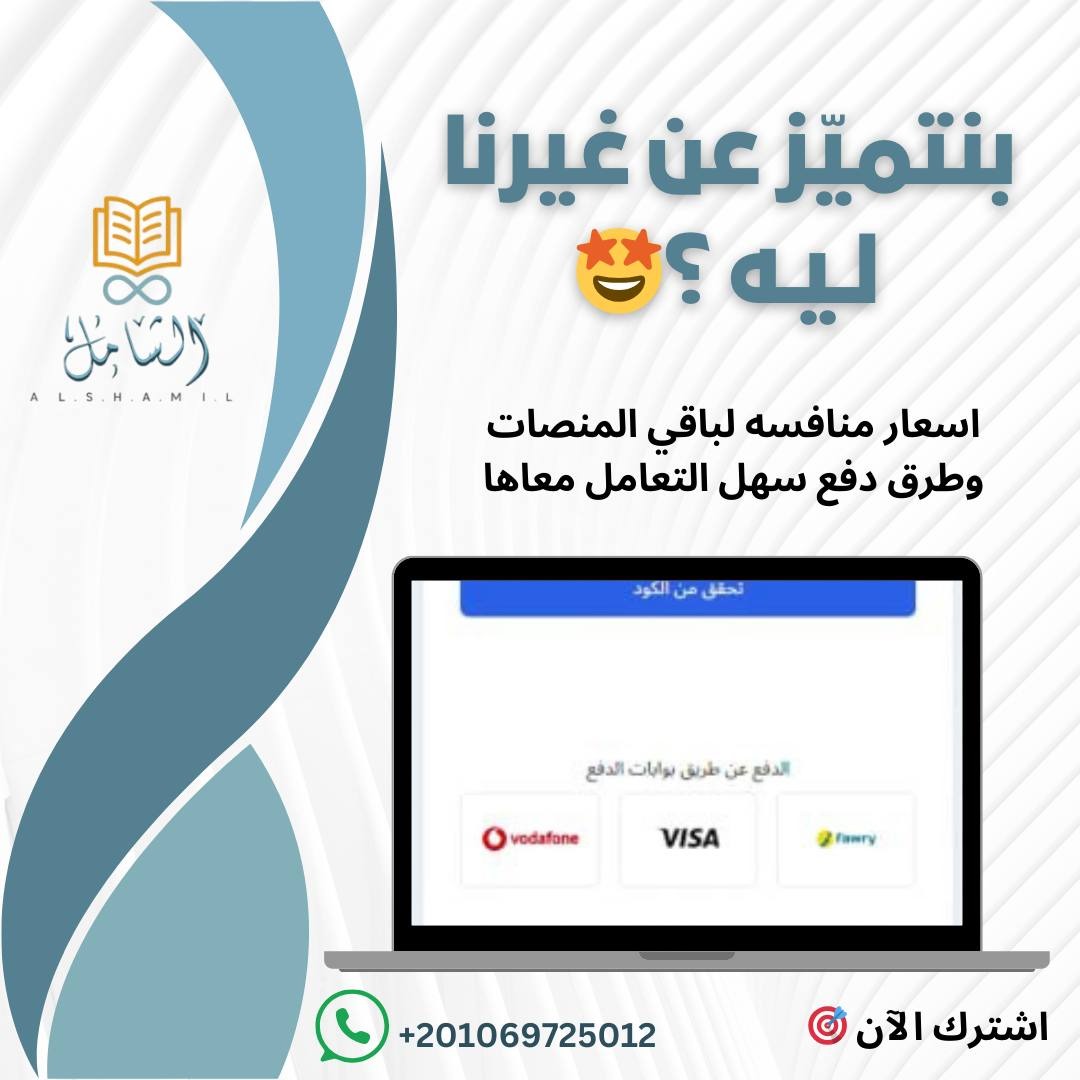 بنتميّز عن غيرنا
ليه ؟🤩
الشامل
A L.S.H.A.M I.L
اسعار منافسه لباقي المنصات
وطرق دفع سهل التعامل معاها
تحقق من الكود
الدفع عن طريق بوابات الدفع
vodafone
VISA
fawry
اشترك الآن 🎯
+201069725012